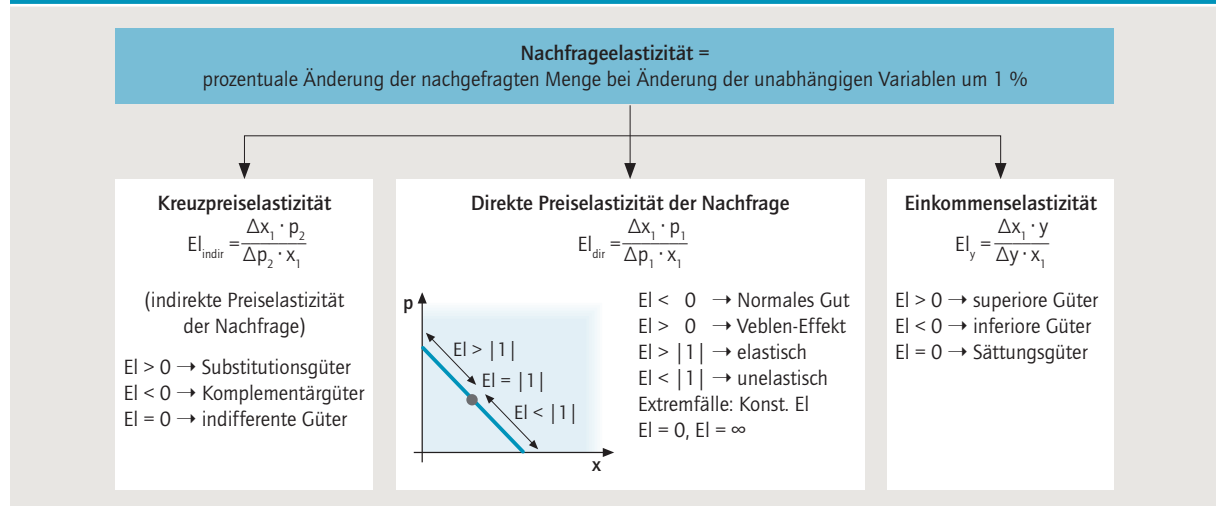 Nachfrageelastizität =
prozentuale Änderung der nachgefragten Menge bei Änderung der unabhängigen Variablen um 1 %
Kreuzpreiselastizität
El_indir = (Δx₁ · p₂) / (Δp₂ · x₁)
(indirekte Preiselastizität
der Nachfrage)
El > 0 → Substitutionsgüter
El < 0 → Komplementärgüter
El = 0 → indifferente Güter
Direkte Preiselastizität der Nachfrage
El_dir = (Δx₁ · p₁) / (Δp₁ · x₁)
p
El > |1|
El = |1|
El < |1|
x
El < 0 → Normales Gut
El > 0 → Veblen-Effekt
El > |1| → elastisch
El < |1| → unelastisch
Extremfälle: Konst. El
El = 0, El = ∞
Einkommenselastizität
El_y = (Δx₁ · y) / (Δy · x₁)
El > 0 → superiore Güter
El < 0 → inferiore Güter
El = 0 → Sättungsgüter